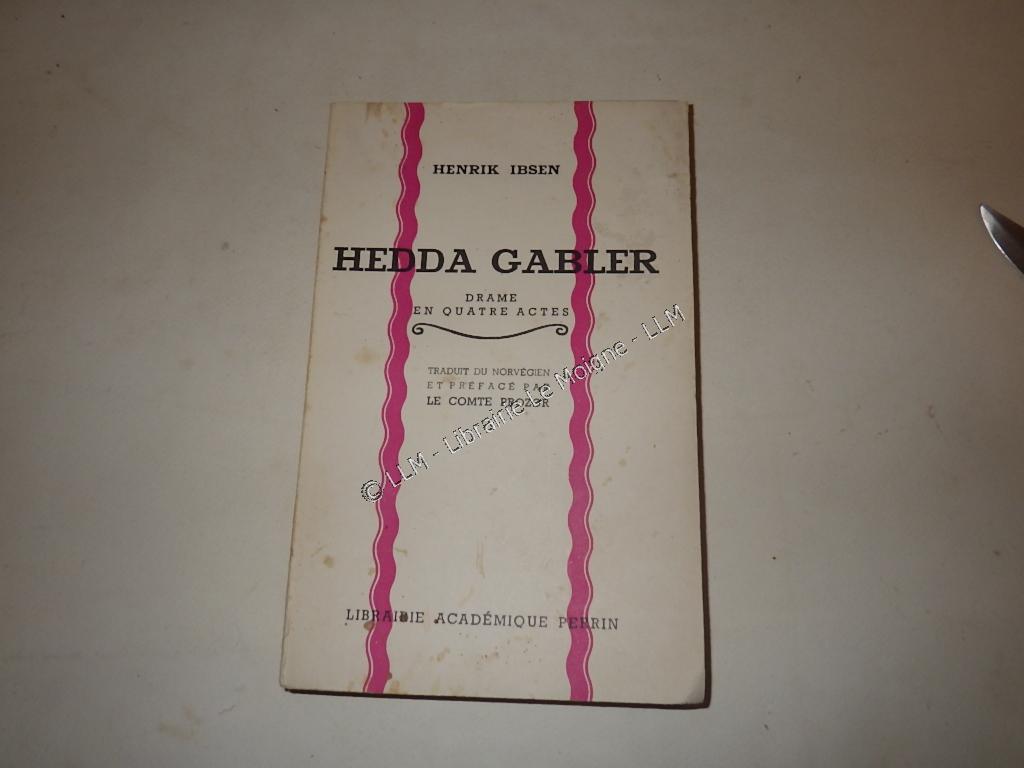 HENRIK IBSEN
HEDDA GABLER
DRAME
EN QUATRE ACTES
TRADUIT DU NORVÉGIEN
ET PRÉFACÉ PAR
LE COMTE PROZOR
© LLM - Librairie Le Moigne - LLM
LIBRAIRIE ACADÉMIQUE PERRIN